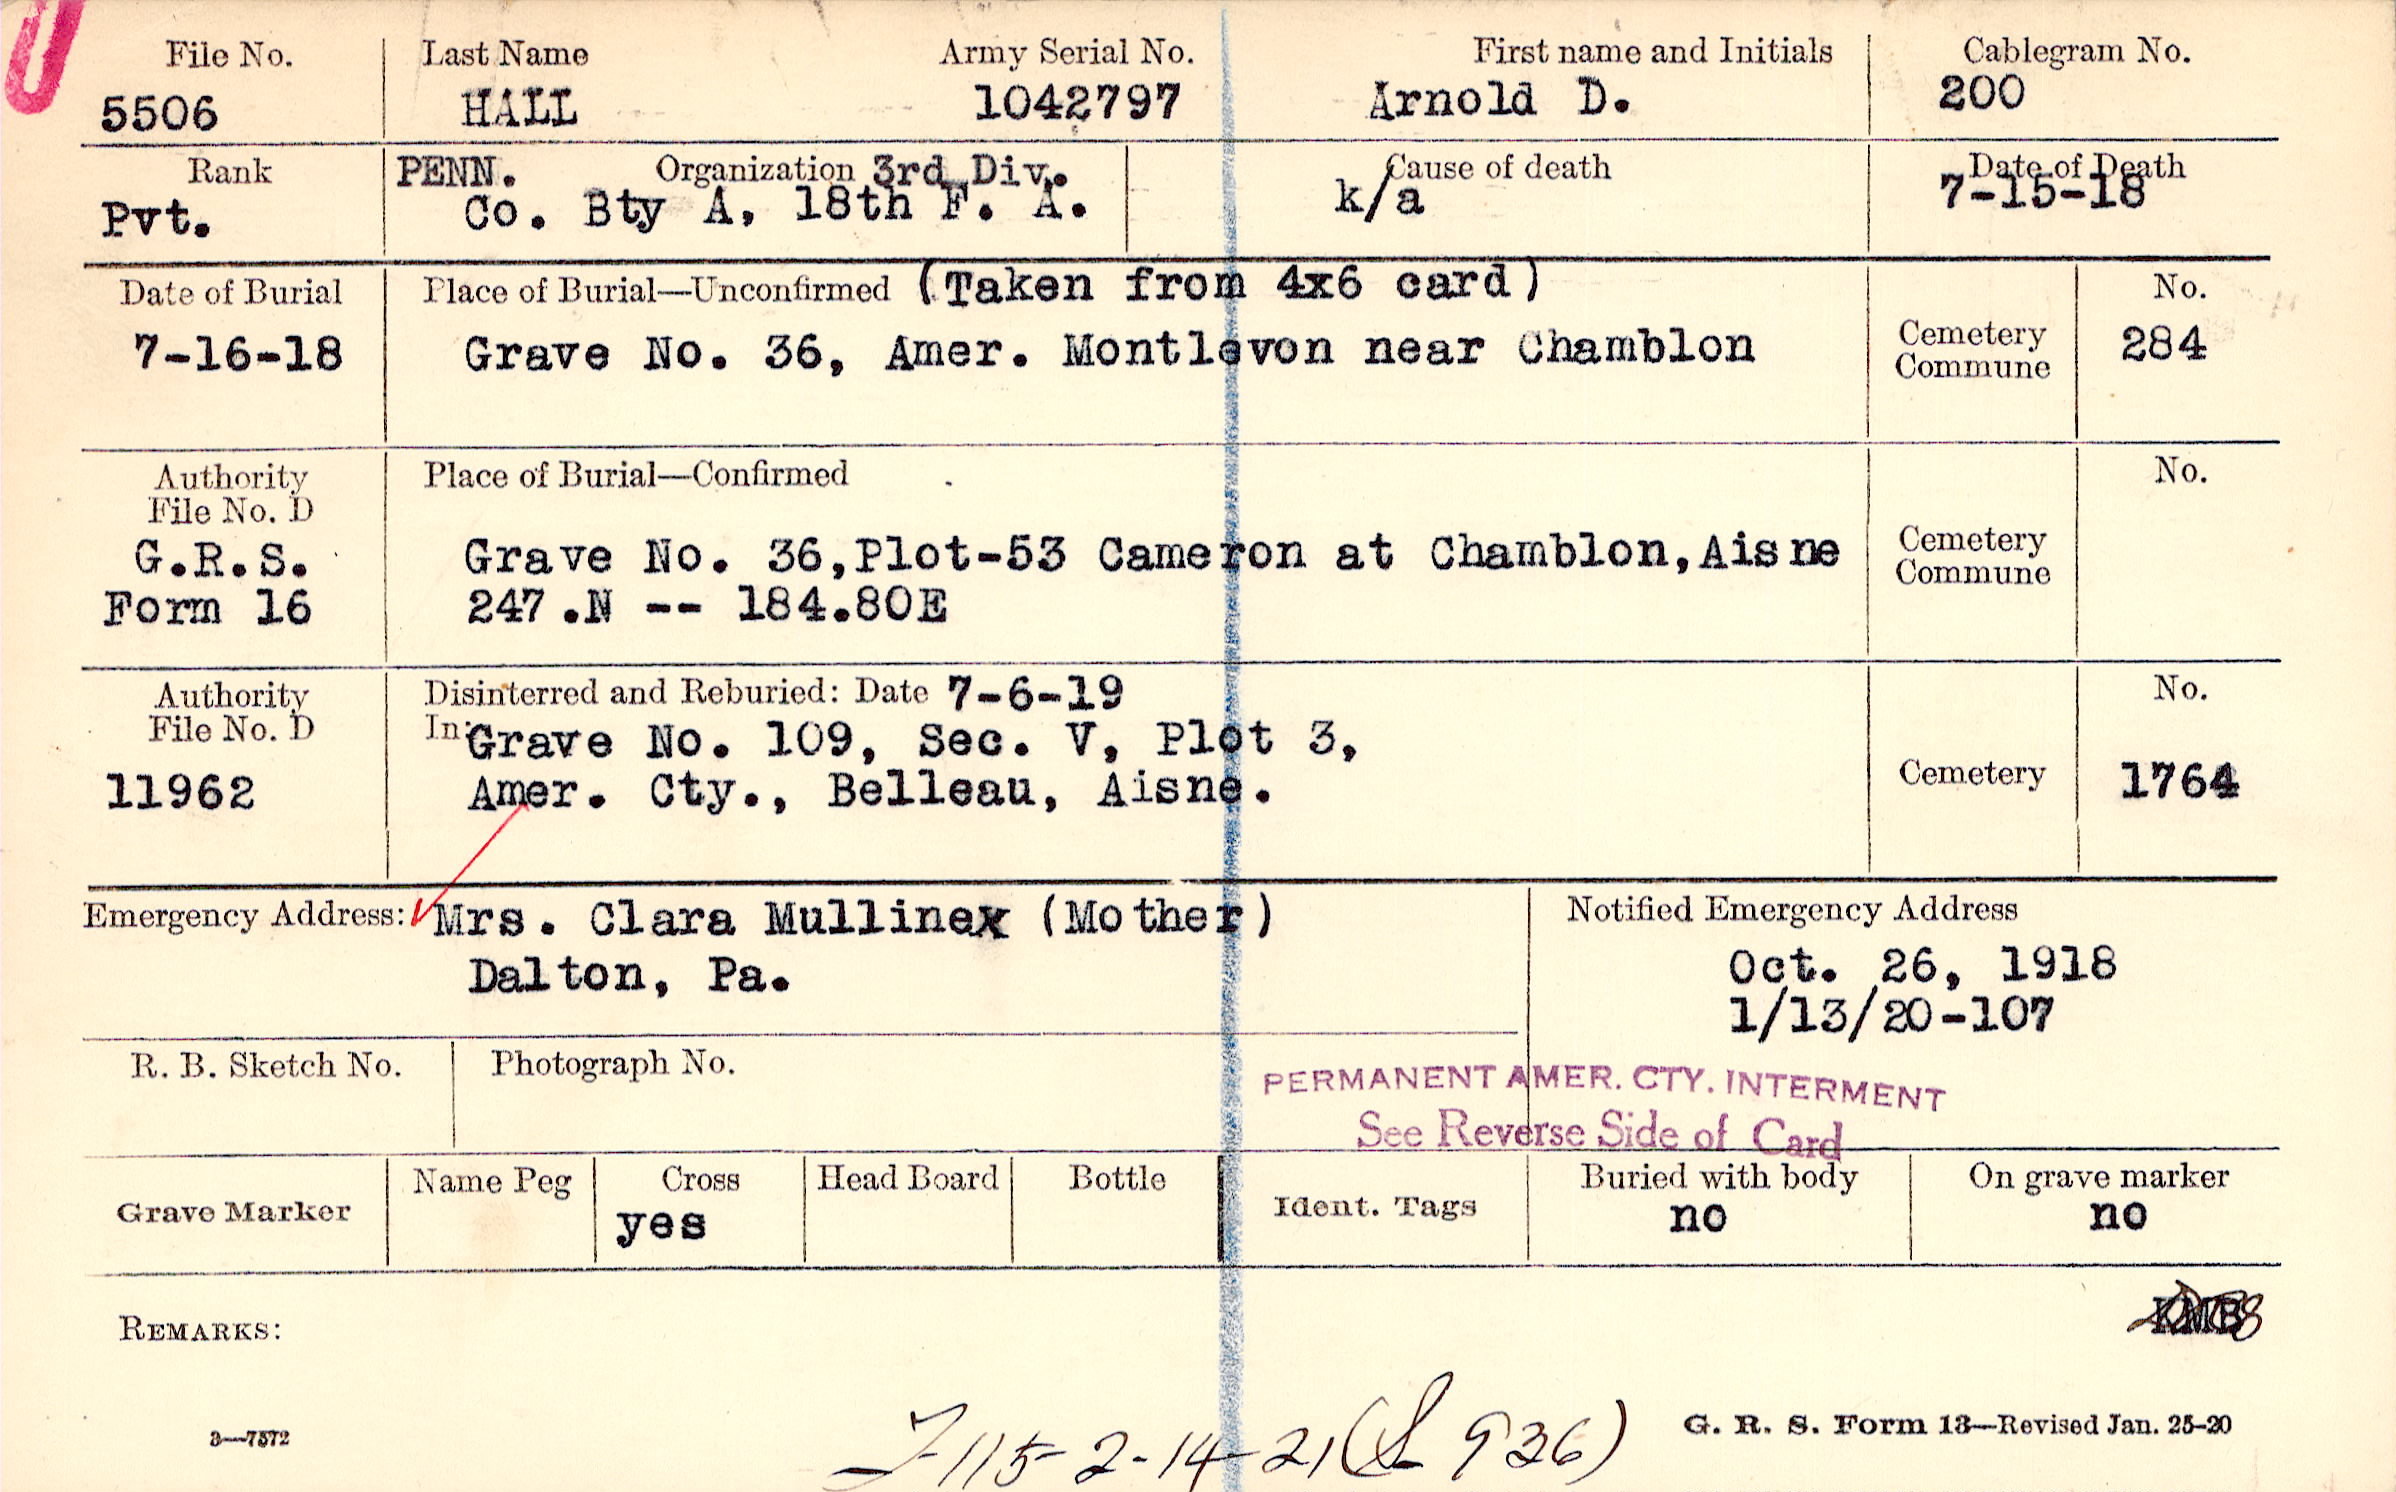 File No. Last Name Army Serial No. First name and Initials Cablegram No.
5506 HALL 1042797 Arnold D. 200
Rank PENN. Organization 3rd Div. Cause of death Date of Death
Pvt. Co. Bty A, 18th F. A. k/a 7-15-18
Date of Burial Place of Burial—Unconfirmed (Taken from 4x6 card) No.
7-16-18 Grave No. 36, Amer. Montlevon near Chamblon Cemetery 284
Commune
Authority Place of Burial—Confirmed No.
File No. D
G.R.S. Grave No. 36,Plot-53 Cameron at Chamblon,Aisne Cemetery
Commune
Form 16 247.N -- 184.80E
Authority Disinterred and Reburied: Date 7-6-19 No.
File No. D In: Grave No. 109, Sec. V, Plot 3,
11962 Amer. Cty., Belleau, Aisne. Cemetery 1764
Emergency Address: Mrs. Clara Mullinex (Mother) Notified Emergency Address
Dalton, Pa. Oct. 26, 1918
1/13/20-107
R. B. Sketch No. Photograph No.
PERMANENT AMER. CTY. INTERMENT
See Reverse Side of Card
Grave Marker Name Peg Cross Head Board Bottle Ident. Tags Buried with body On grave marker
yes no no
REMARKS:
3—7572 G. R. S. Form 13—Revised Jan. 25-20
115-2-14-21 936)